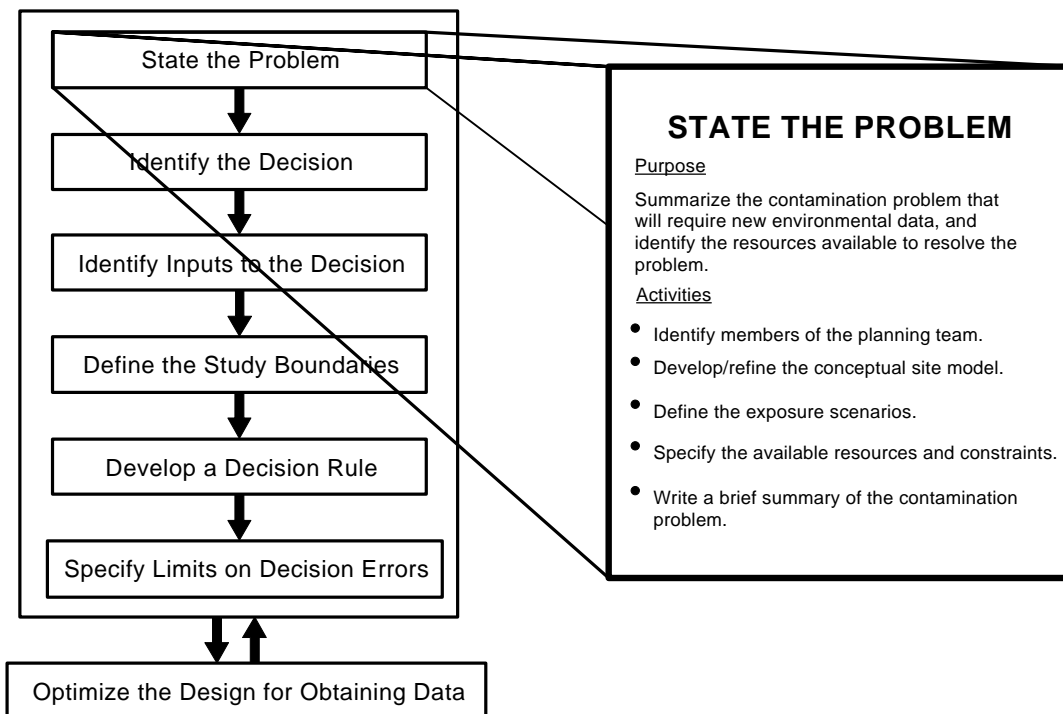 State the Problem
Identify the Decision
Identify Inputs to the Decision
Define the Study Boundaries
Develop a Decision Rule
Specify Limits on Decision Errors
Optimize the Design for Obtaining Data
STATE THE PROBLEM
Purpose
Summarize the contamination problem that
will require new environmental data, and
identify the resources available to resolve the
problem.
Activities
• Identify members of the planning team.
• Develop/refine the conceptual site model.
• Define the exposure scenarios.
• Specify the available resources and constraints.
• Write a brief summary of the contamination
problem.